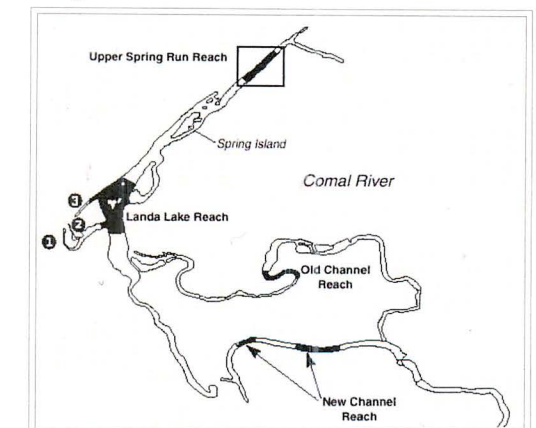 Upper Spring Run Reach
Spring Island
Comal River
3
Landa Lake Reach
2
1
Old Channel
Reach
New Channel
Reach